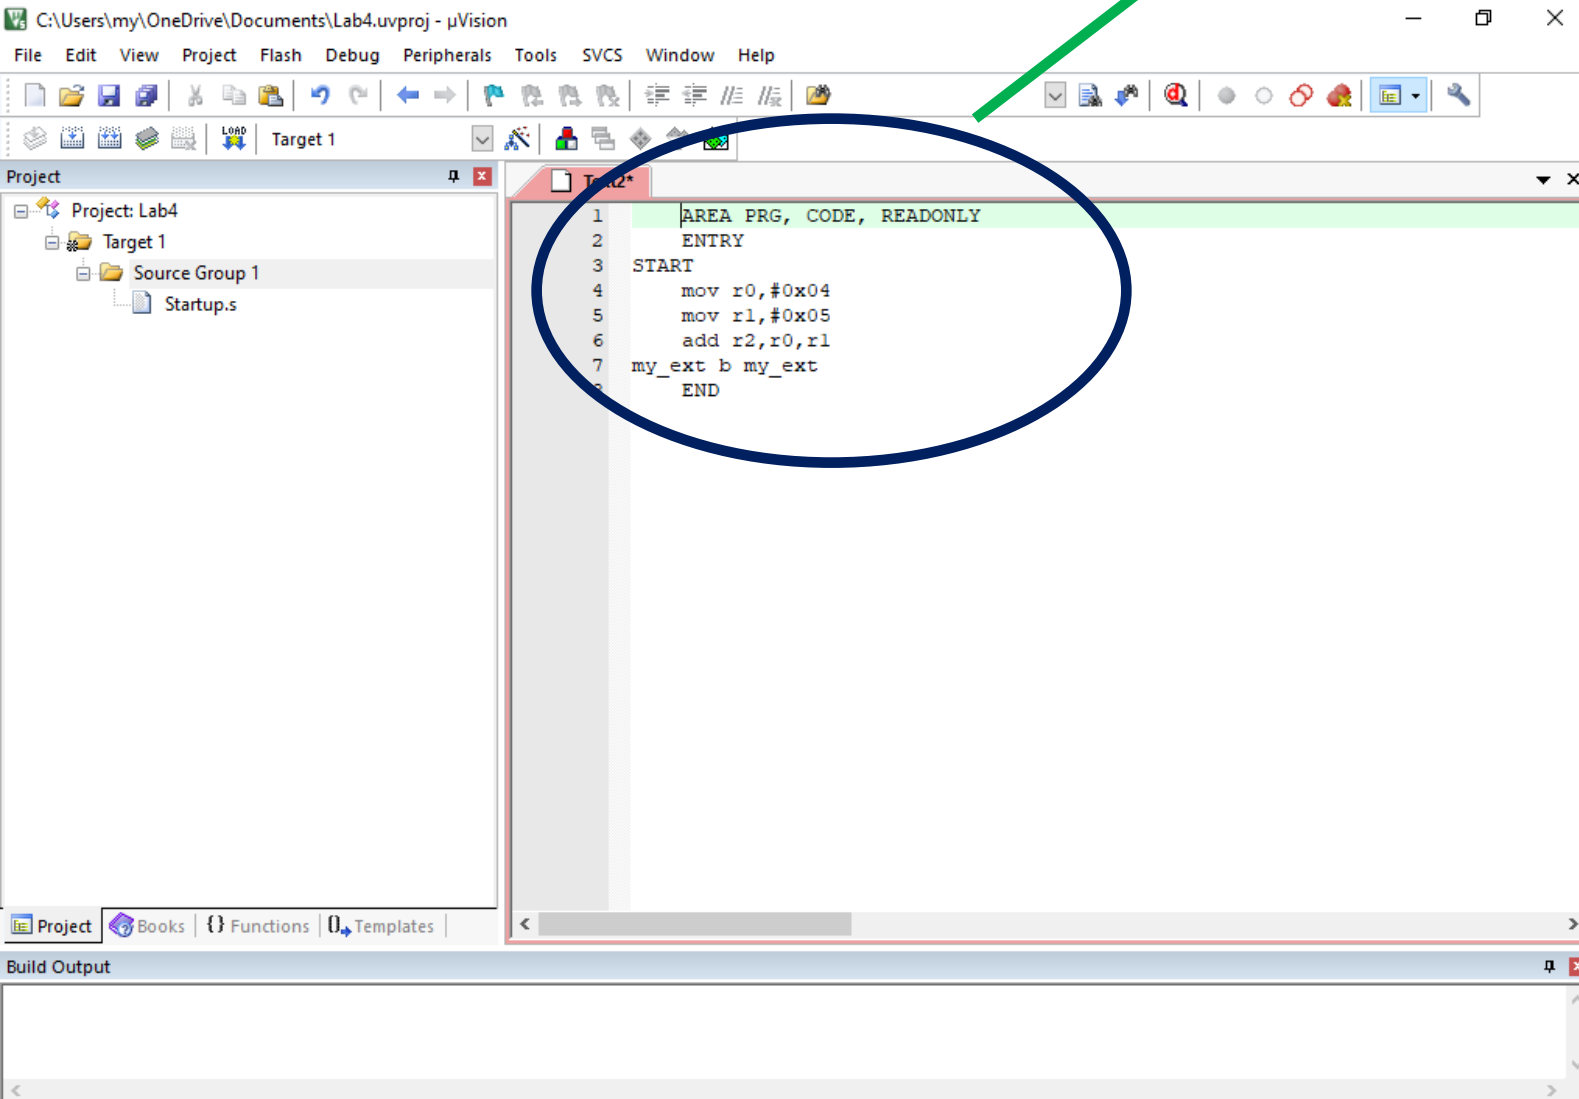 C:\Users\my\OneDrive\Documents\Lab4.uvproj - µVision
File Edit View Project Flash Debug Peripherals Tools SVCS Window Help
LOAD Target 1
Project
Project: Lab4
Target 1
Source Group 1
Startup.s
1 AREA PRG, CODE, READONLY
2 ENTRY
3 START
4 mov r0,#0x04
5 mov r1,#0x05
6 add r2,r0,r1
7 my_ext b my_ext
END
Project Books {} Functions Templates
Build Output